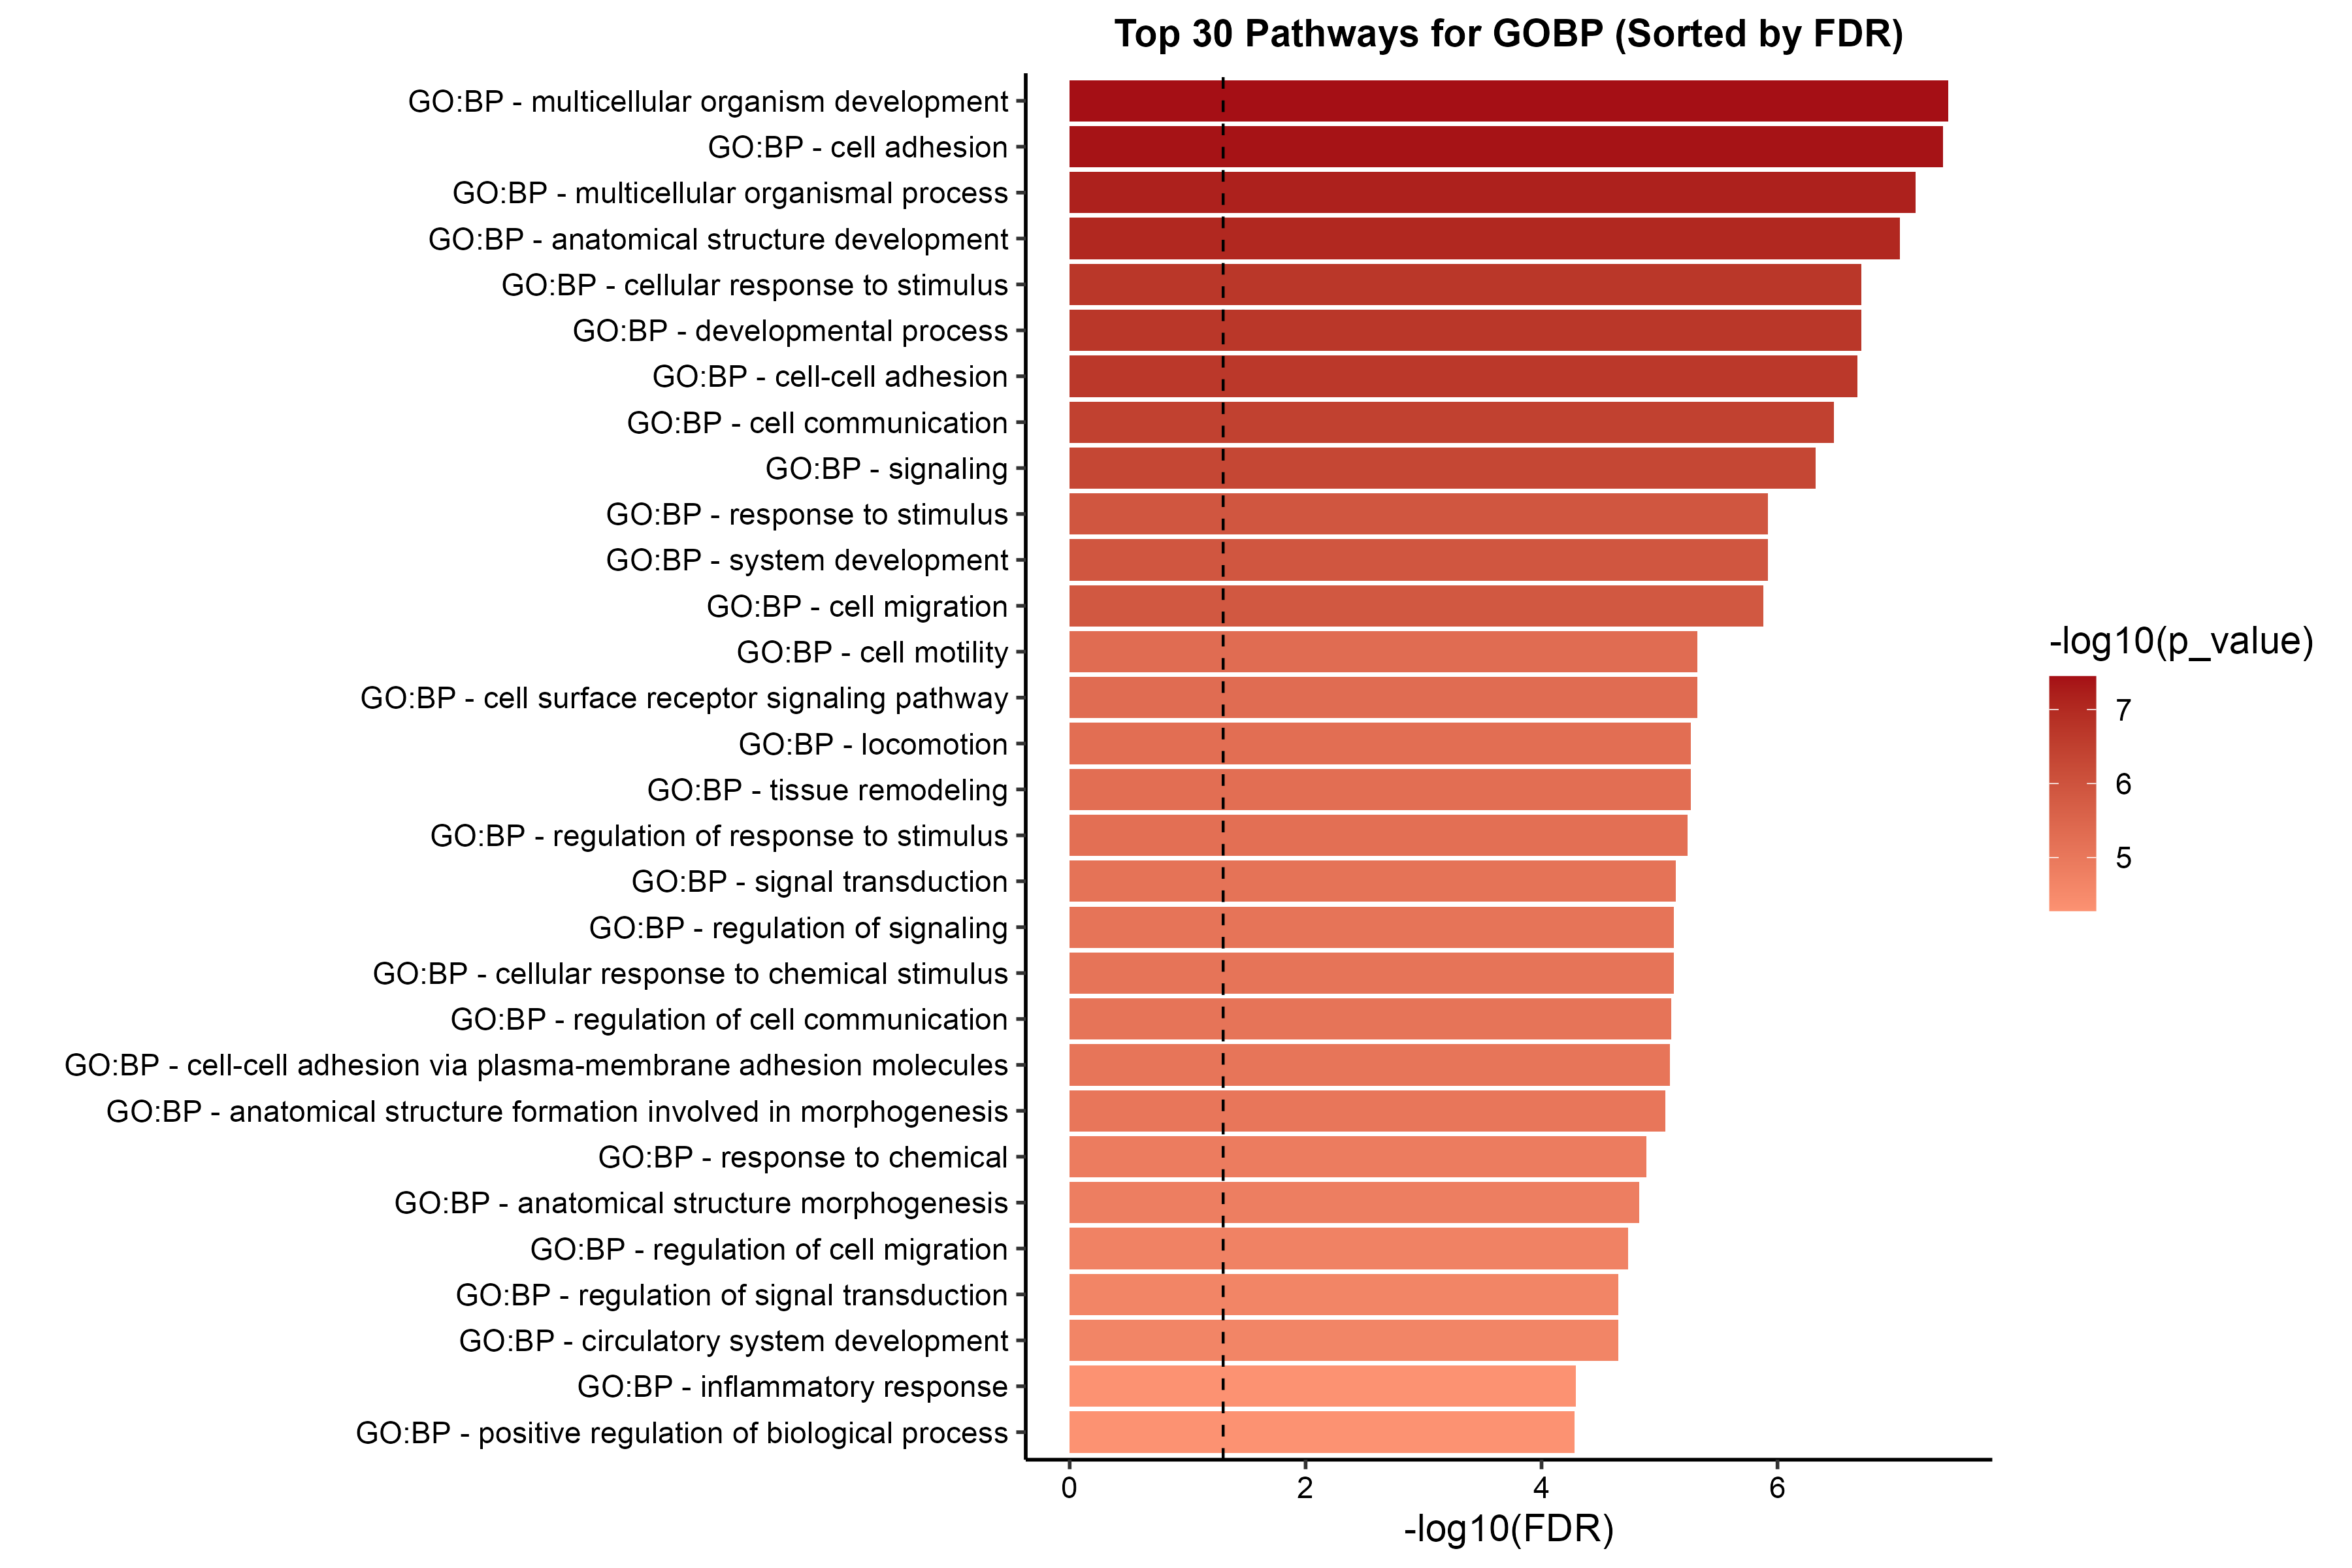 Top 30 Pathways for GOBP (Sorted by FDR)
GO:BP - multicellular organism development
GO:BP - cell adhesion
GO:BP - multicellular organismal process
GO:BP - anatomical structure development
GO:BP - cellular response to stimulus
GO:BP - developmental process
GO:BP - cell-cell adhesion
GO:BP - cell communication
GO:BP - signaling
GO:BP - response to stimulus
GO:BP - system development
GO:BP - cell migration
GO:BP - cell motility
GO:BP - cell surface receptor signaling pathway
GO:BP - locomotion
GO:BP - tissue remodeling
GO:BP - regulation of response to stimulus
GO:BP - signal transduction
GO:BP - regulation of signaling
GO:BP - cellular response to chemical stimulus
GO:BP - regulation of cell communication
GO:BP - cell-cell adhesion via plasma-membrane adhesion molecules
GO:BP - anatomical structure formation involved in morphogenesis
GO:BP - response to chemical
GO:BP - anatomical structure morphogenesis
GO:BP - regulation of cell migration
GO:BP - regulation of signal transduction
GO:BP - circulatory system development
GO:BP - inflammatory response
GO:BP - positive regulation of biological process
0 2 4 6
-log10(FDR)
-log10(p_value)
7
6
5